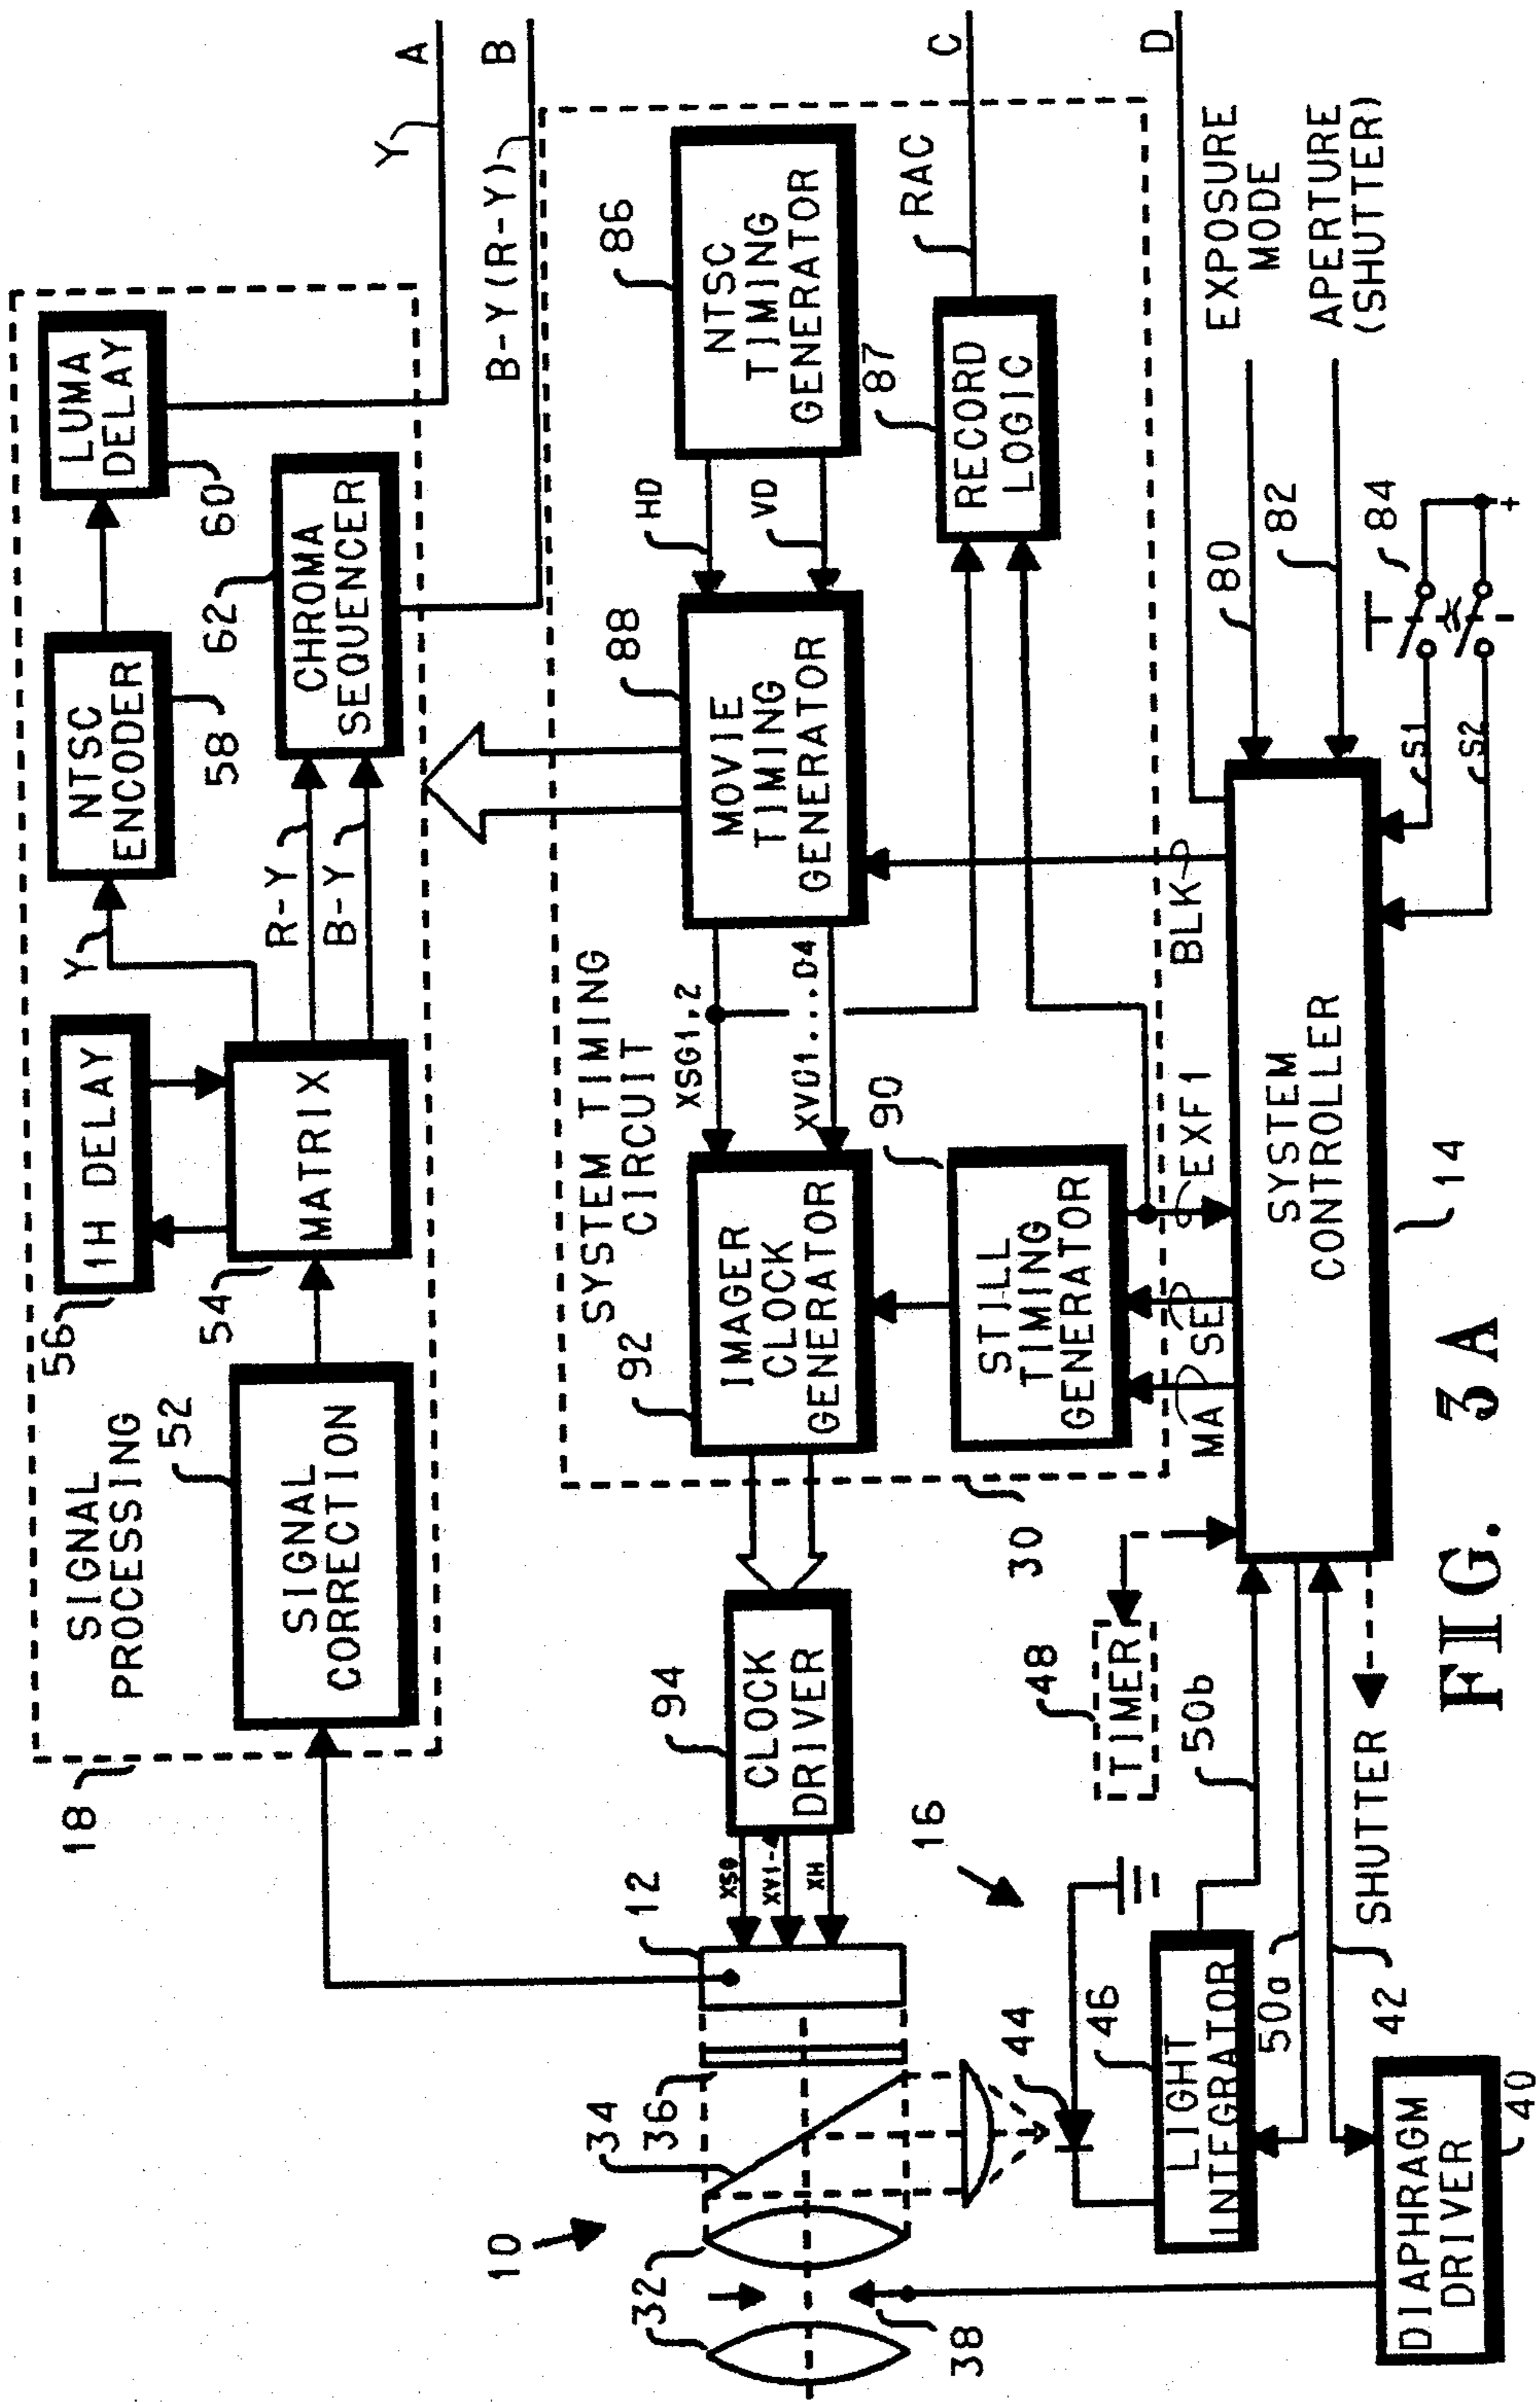 SIGNAL
PROCESSING
18
SIGNAL
CORRECTION
52
1H DELAY
56
MATRIX
54
Y
R-Y
B-Y
NTSC
ENCODER
58
LUMA
DELAY
60
CHROMA
SEQUENCER
62
Y
A
B-Y(R-Y)
B
SYSTEM TIMING
CIRCUIT
30
CLOCK
DRIVER
94
XSG
XV1-4
XH
IMAGER
CLOCK
GENERATOR
92
XSG1,2
XV01...04
MOVIE
TIMING
GENERATOR
88
HD
VD
NTSC
TIMING
GENERATOR
86
STILL
TIMING
GENERATOR
90
RECORD
LOGIC
87
RAC
C
D
MA
SE
EXF1
BLK
SYSTEM
CONTROLLER
14
EXPOSURE
MODE
80
APERTURE
(SHUTTER)
82
84
+
S1
S2
10
12
32
34
36
38
16
44
LIGHT
INTEGRATOR
46
TIMER
48
50a
50b
SHUTTER
42
DIAPHRAGM
DRIVER
40
FIG. 3A